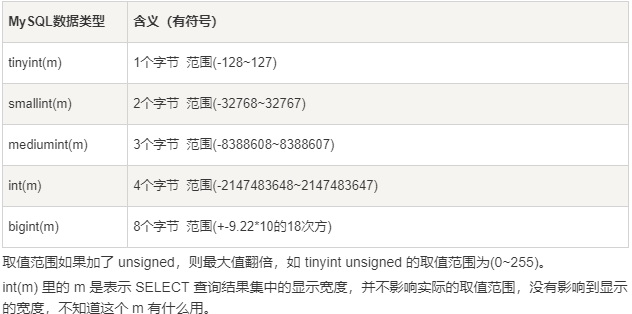 MySQL数据类型 含义（有符号）
tinyint(m) 1个字节 范围(-128~127)
smallint(m) 2个字节 范围(-32768~32767)
mediumint(m) 3个字节 范围(-8388608~8388607)
int(m) 4个字节 范围(-2147483648~2147483647)
bigint(m) 8个字节 范围(+-9.22*10的18次方)
取值范围如果加了 unsigned，则最大值翻倍，如 tinyint unsigned 的取值范围为(0~255)。
int(m) 里的 m 是表示 SELECT 查询结果集中的显示宽度，并不影响实际的取值范围，没有影响到显示
的宽度，不知道这个 m 有什么用。